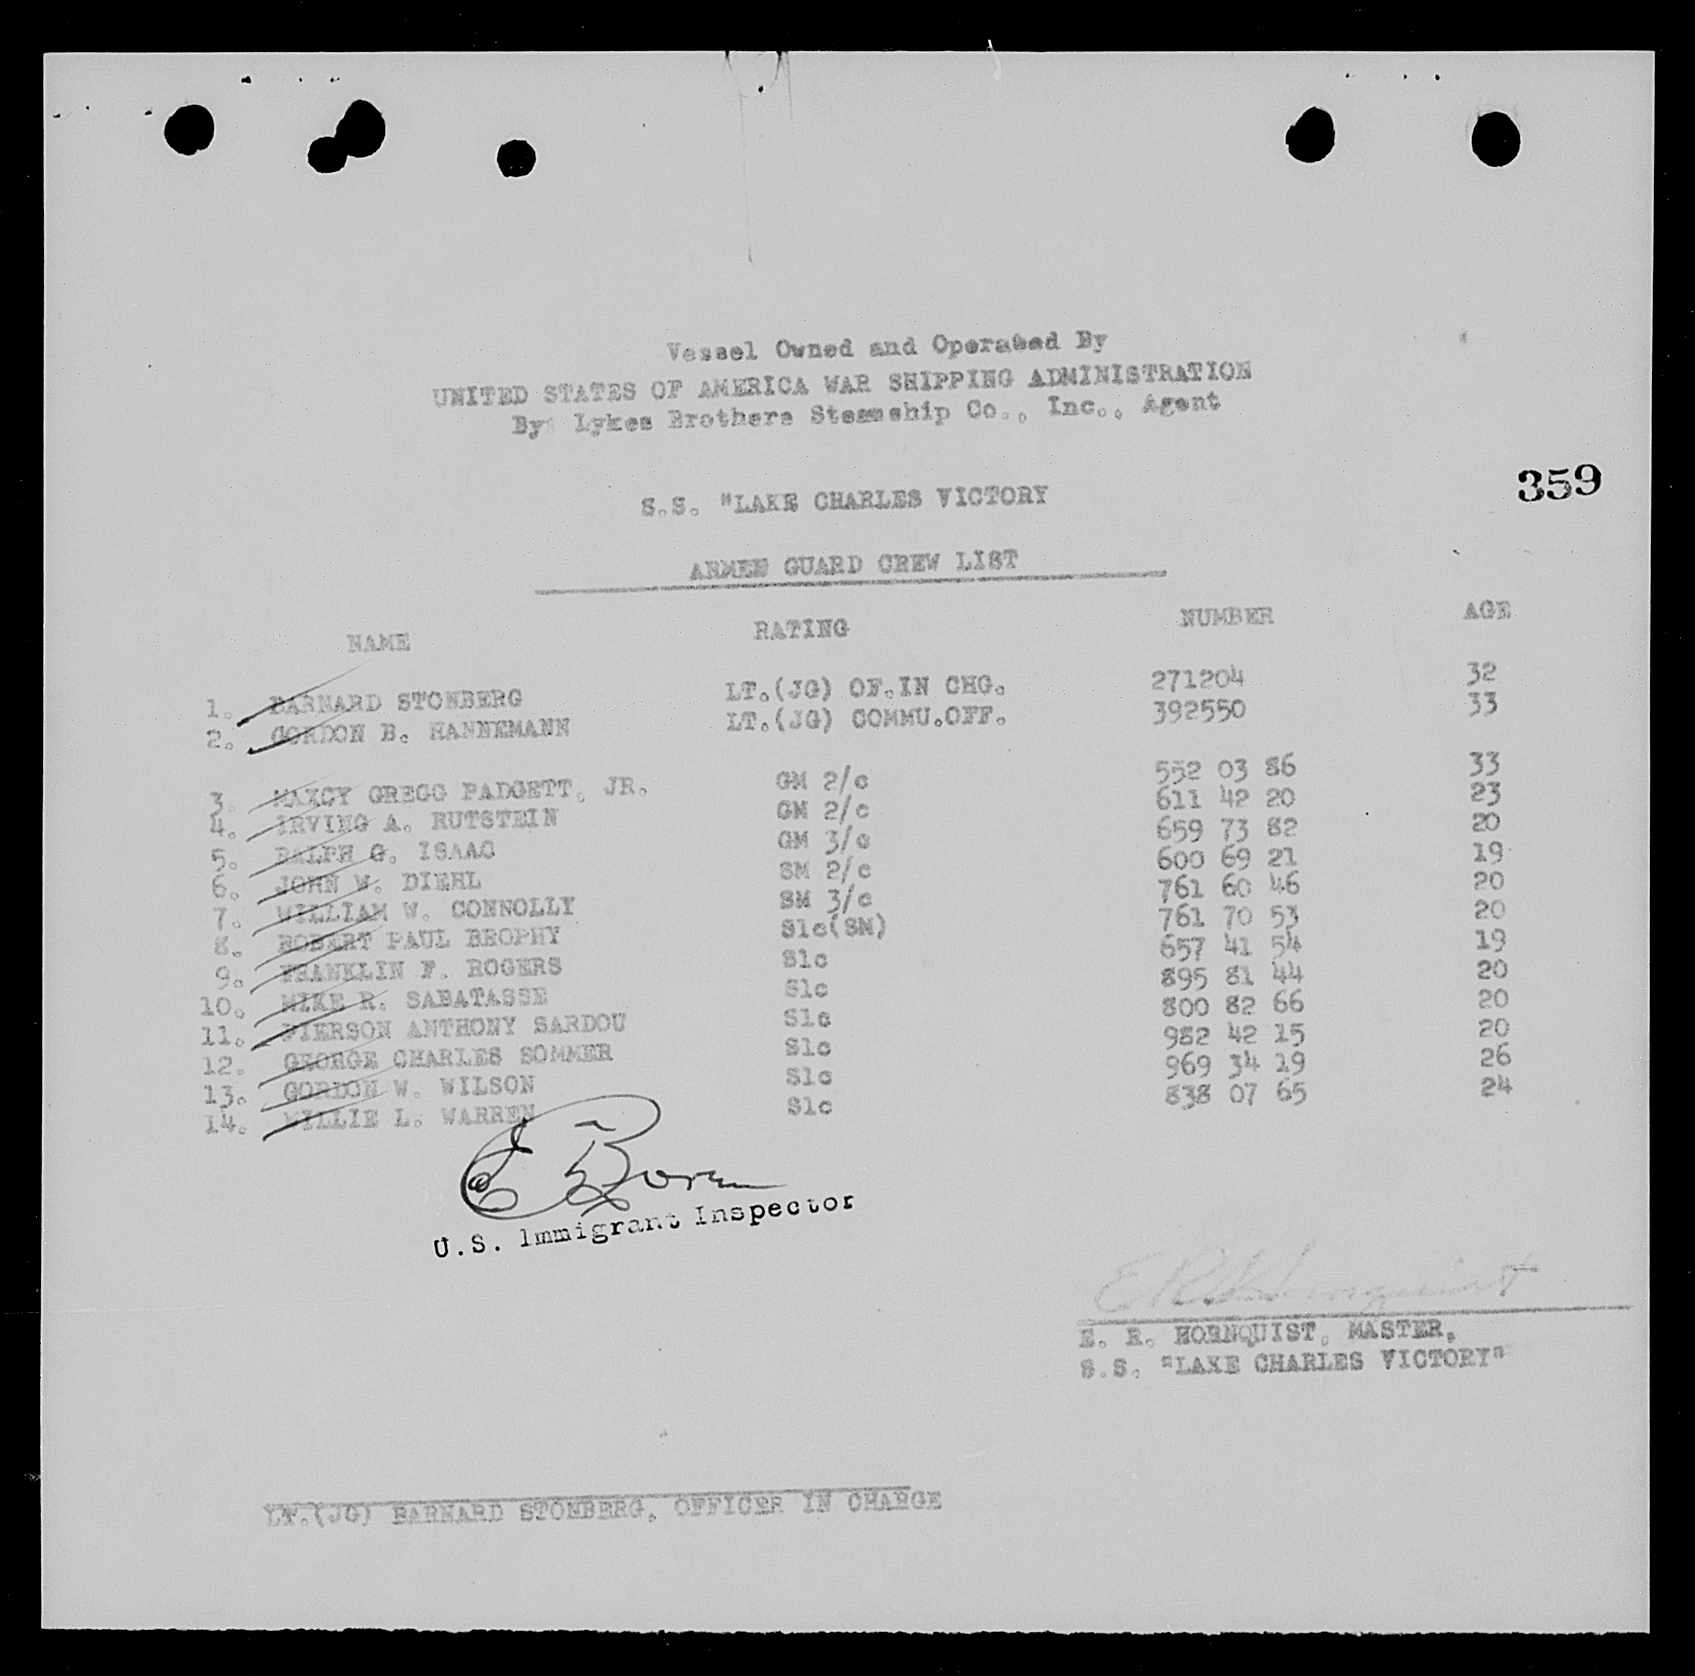 Vessel Owned and Operated By
UNITED STATES OF AMERICA WAR SHIPPING ADMINISTRATION
By: Lykes Brothers Steamship Co., Inc., Agent
359
S.S. "LAKE CHARLES VICTORY
ARMEN GUARD CREW LIST
NAME RATING NUMBER AGE
1. BARNARD STONBERG LT.(JG) OF.IN CHG. 271204 32
2. GORDON B. HANNEMANN LT.(JG) COMMU.OFF. 392550 33
3. MAXCY GREGG PADGETT, JR. GM 2/c 552 03 86 33
4. IRVING A. RUTSTEIN GM 2/c 611 42 20 23
5. RALPH G. ISAAC GM 3/c 659 73 82 20
6. JOHN W. DIEHL SM 2/c 600 69 21 19
7. WILLIAM W. CONNOLLY SM 3/c 761 60 46 20
8. ROBERT PAUL BROPHY S1c(SM) 761 70 53 20
9. FRANKLIN F. ROGERS S1c 657 41 54 19
10. MIKE R. SABATASSE S1c 895 81 44 20
11. PIERSON ANTHONY SARDOU S1c 800 82 66 20
12. GEORGE CHARLES SOMMER S1c 982 42 15 20
13. GORDON W. WILSON S1c 969 34 19 26
14. WILLIE L. WARREN S1c 838 07 65 24
E Boren
U.S. Immigrant Inspector
E R Hornquist
E. R. HORNQUIST, MASTER,
S.S. "LAKE CHARLES VICTORY"
LT.(JG) BARNARD STONBERG, OFFICER IN CHARGE